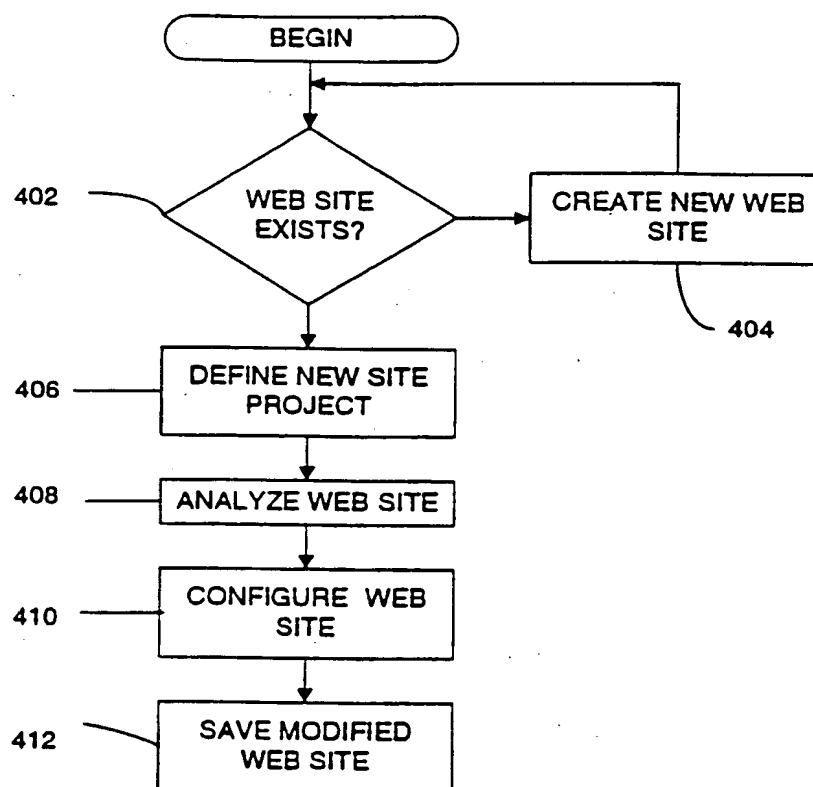 BEGIN
402
WEB SITE
EXISTS?
CREATE NEW WEB
SITE
404
406
DEFINE NEW SITE
PROJECT
408
ANALYZE WEB SITE
410
CONFIGURE WEB
SITE
412
SAVE MODIFIED
WEB SITE